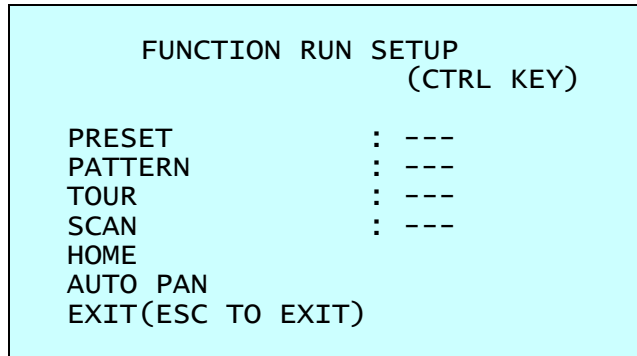 FUNCTION RUN SETUP
(CTRL KEY)
PRESET : ---
PATTERN : ---
TOUR : ---
SCAN : ---
HOME
AUTO PAN
EXIT(ESC TO EXIT)